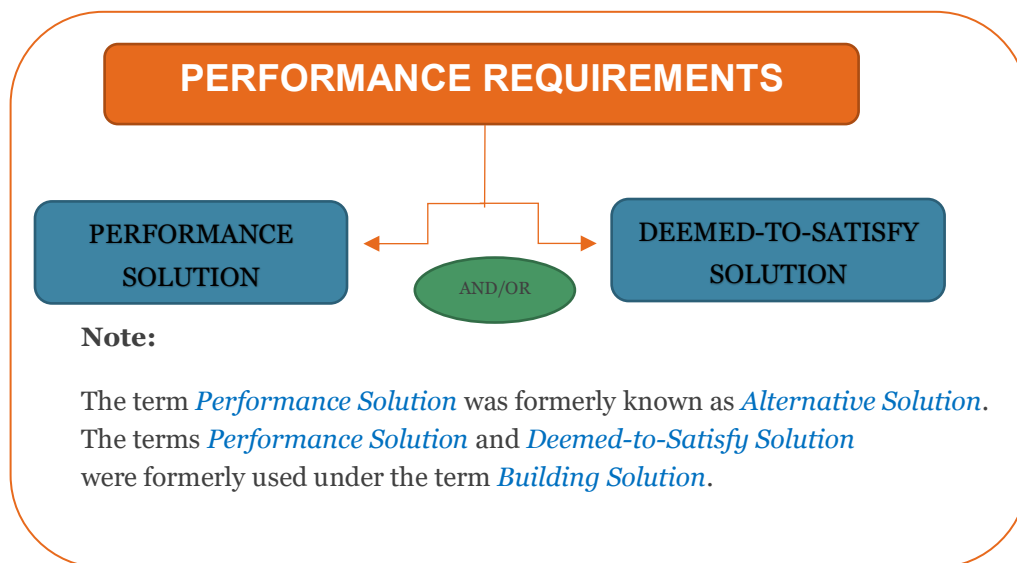 PERFORMANCE REQUIREMENTS
PERFORMANCE
SOLUTION
AND/OR
DEEMED-TO-SATISFY
SOLUTION
Note:
The term Performance Solution was formerly known as Alternative Solution.
The terms Performance Solution and Deemed-to-Satisfy Solution
were formerly used under the term Building Solution.